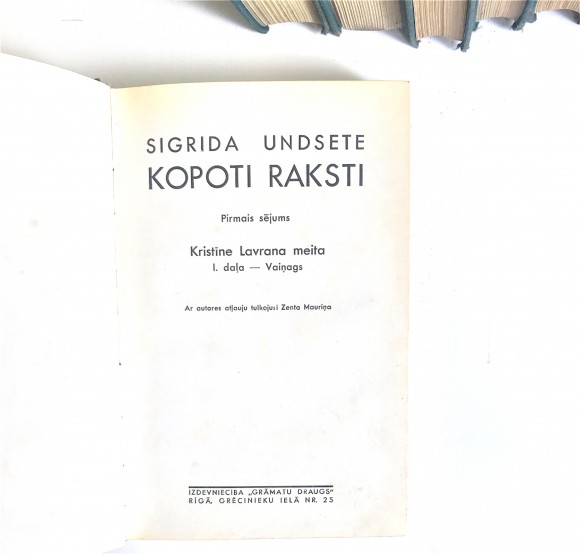 SIGRIDA UNDSETE
KOPOTI RAKSTI
Pirmais sējums
Kristīne Lavrana meita
I. daļa — Vaiņags
Ar autares atļauju tulkojusi Zenta Mauriņa
IZDEVNIECĪBA „GRĀMATU DRAUGS"
RĪGĀ, GRĒCINIEKU IELĀ NR. 25